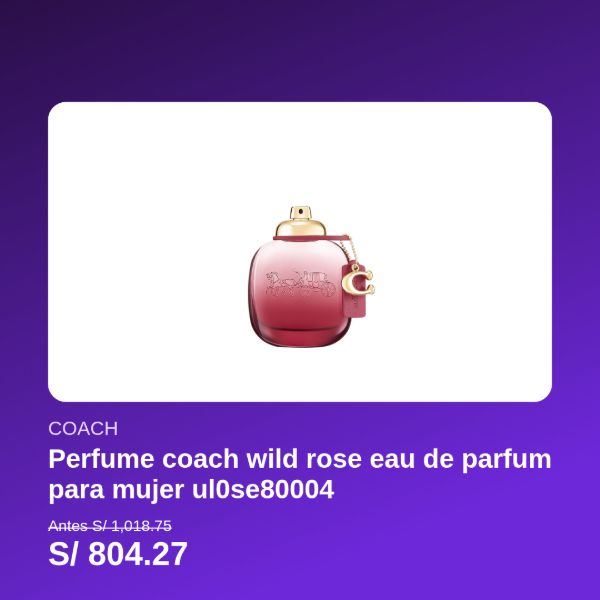 COACH
Perfume coach wild rose eau de parfum
para mujer ul0se80004
Antes S/ 1,018.75
S/ 804.27